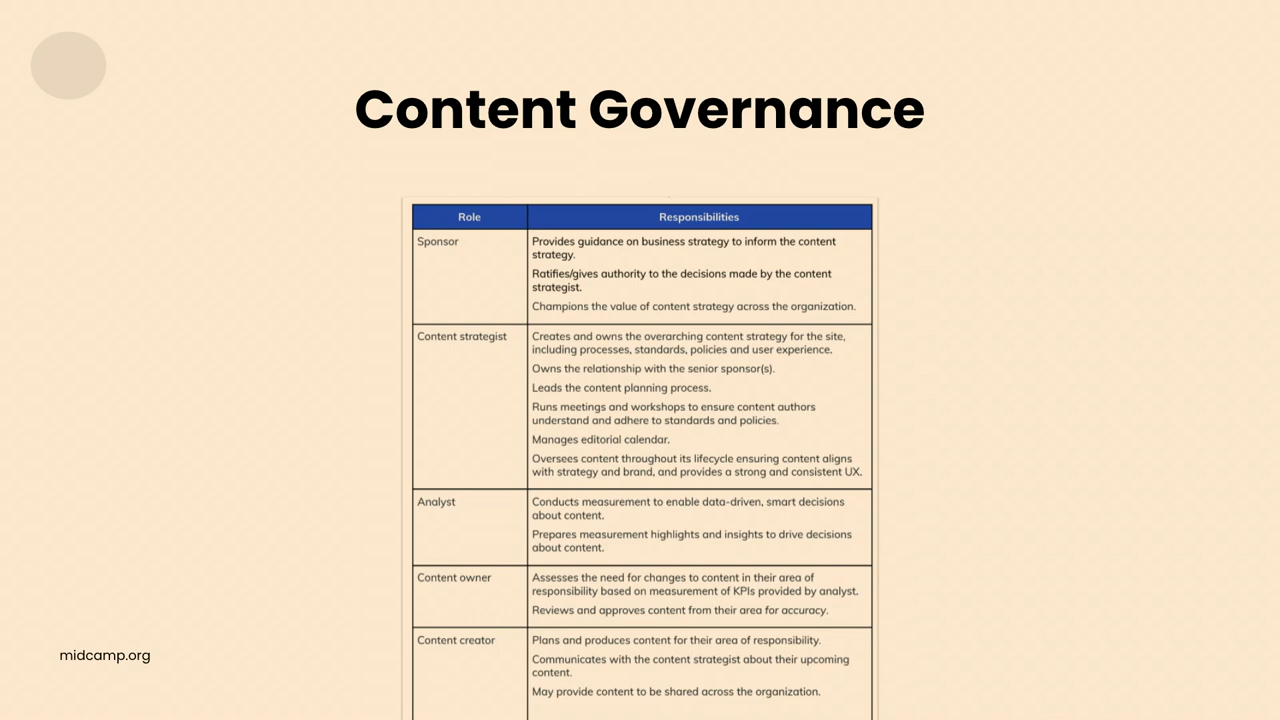 Content Governance
Role
Responsibilities
Sponsor
Provides guidance on business strategy to inform the content
strategy.
Ratifies/gives authority to the decisions made by the content
strategist.
Champions the value of content strategy across the organization.
Content strategist
Creates and owns the overarching content strategy for the site,
including processes, standards, policies and user experience.
Owns the relationship with the senior sponsor(s).
Leads the content planning process.
Runs meetings and workshops to ensure content authors
understand and adhere to standards and policies.
Manages editorial calendar.
Oversees content throughout its lifecycle ensuring content aligns
with strategy and brand, and provides a strong and consistent UX.
Analyst
Conducts measurement to enable data-driven, smart decisions
about content.
Prepares measurement highlights and insights to drive decisions
about content.
Content owner
Assesses the need for changes to content in their area of
responsibility based on measurement of KPIs provided by analyst.
Reviews and approves content from their area for accuracy.
Content creator
Plans and produces content for their area of responsibility.
Communicates with the content strategist about their upcoming
content.
May provide content to be shared across the organization.
midcamp.org